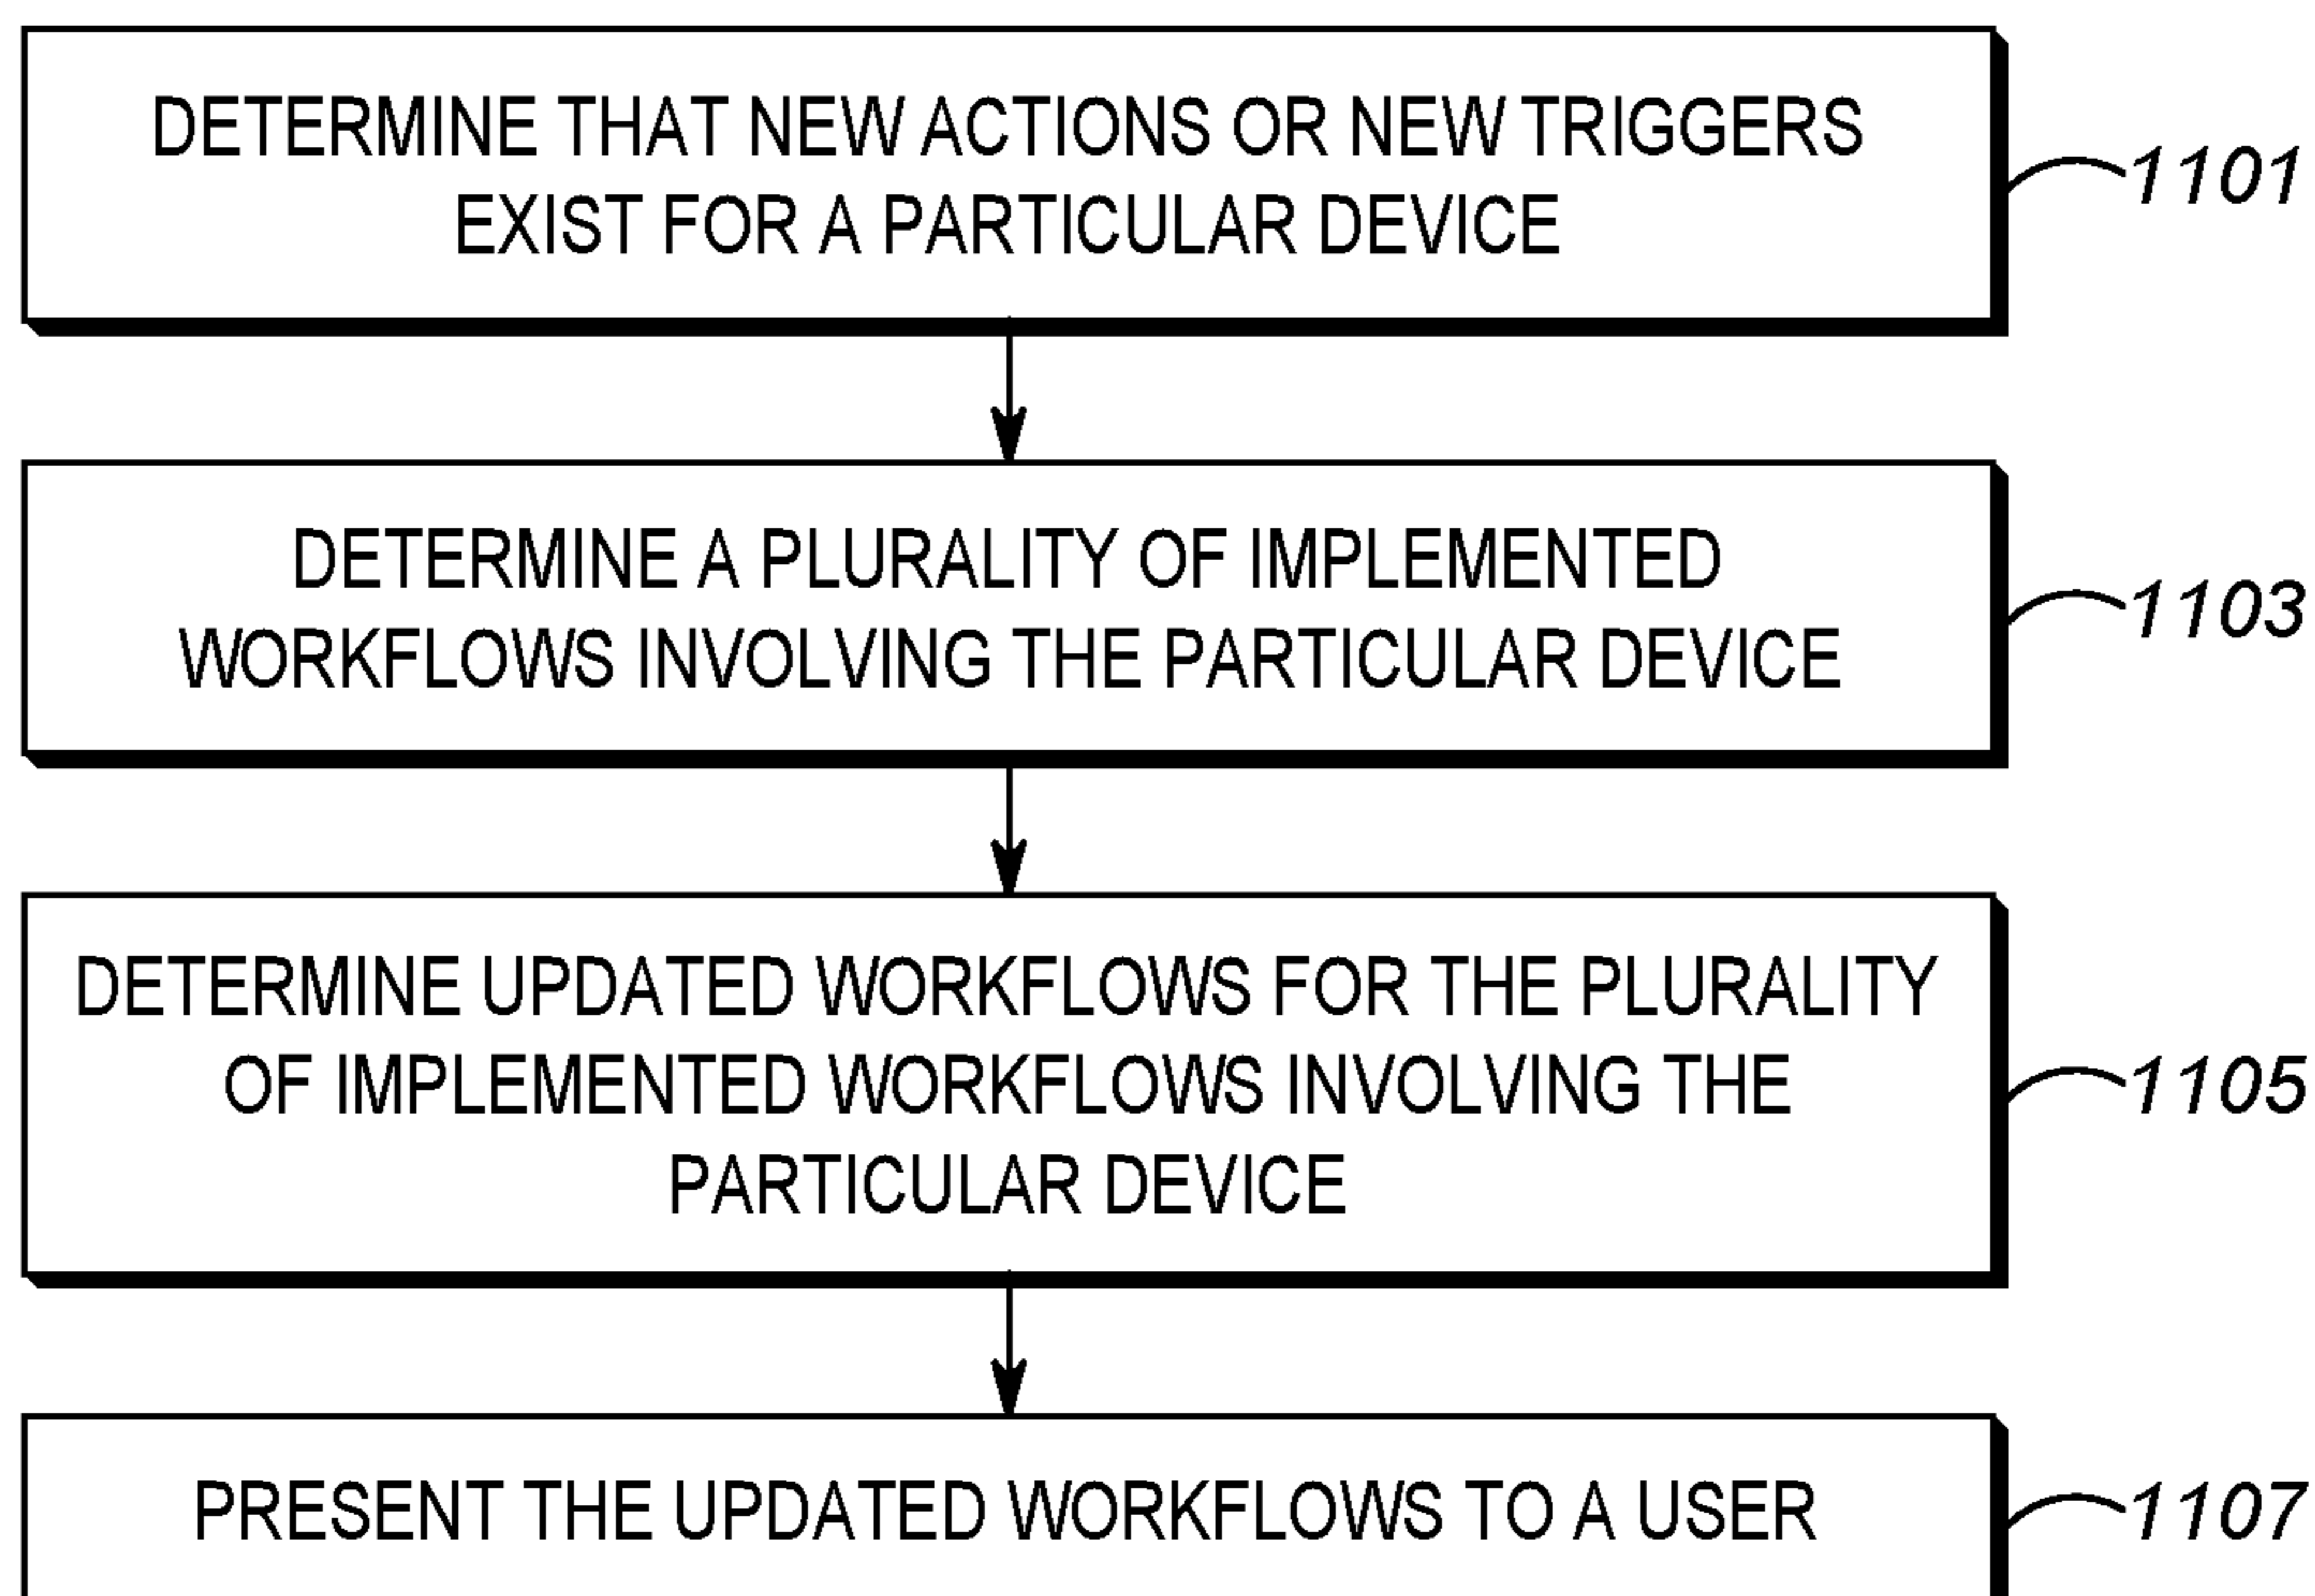 DETERMINE THAT NEW ACTIONS OR NEW TRIGGERS
EXIST FOR A PARTICULAR DEVICE
1101
DETERMINE A PLURALITY OF IMPLEMENTED
WORKFLOWS INVOLVING THE PARTICULAR DEVICE
1103
DETERMINE UPDATED WORKFLOWS FOR THE PLURALITY
OF IMPLEMENTED WORKFLOWS INVOLVING THE
PARTICULAR DEVICE
1105
PRESENT THE UPDATED WORKFLOWS TO A USER
1107